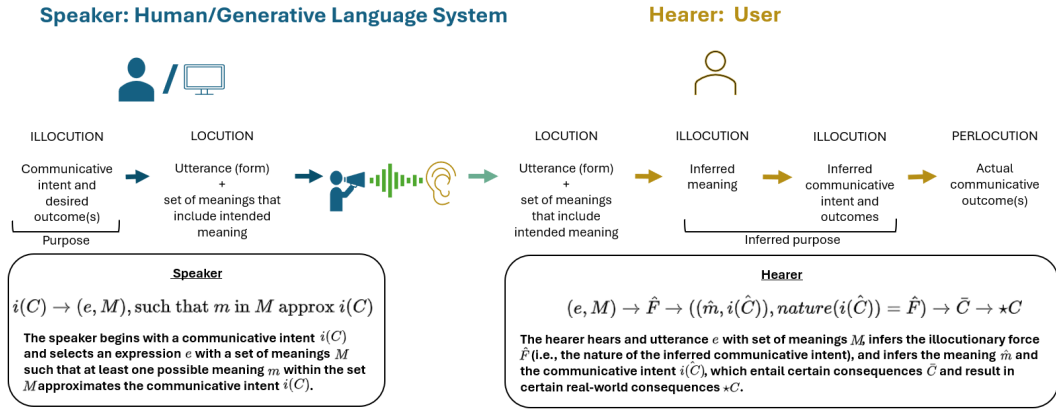 Speaker: Human/Generative Language System
Hearer: User
ILLOCUTION
Communicative
intent and
desired
outcome(s)
Purpose
LOCUTION
Utterance (form)
+
set of meanings that
include intended
meaning
LOCUTION
Utterance (form)
+
set of meanings
that include
intended meaning
ILLOCUTION
Inferred
meaning
ILLOCUTION
Inferred
communicative
intent and
outcomes
Inferred purpose
PERLOCUTION
Actual
communicative
outcome(s)
Speaker
i(C) → (e, M), such that m in M approx i(C)
The speaker begins with a communicative intent i(C)
and selects an expression e with a set of meanings M
such that at least one possible meaning m within the set
M approximates the communicative intent i(C).
Hearer
(e, M) → F̂ → ((m̂, i(Ĉ)), nature(i(Ĉ)) = F̂) → C̄ → ⋆C
The hearer hears and utterance e with set of meanings M, infers the illocutionary force
F̂ (i.e., the nature of the inferred communicative intent), and infers the meaning m̂ and
the communicative intent i(Ĉ), which entail certain consequences C̄ and result in
certain real-world consequences ⋆C.